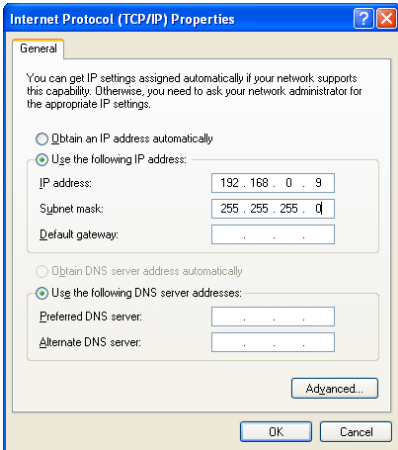 Internet Protocol (TCP/IP) Properties
General
You can get IP settings assigned automatically if your network supports
this capability. Otherwise, you need to ask your network administrator for
the appropriate IP settings.
Obtain an IP address automatically
Use the following IP address:
IP address: 192 . 168 . 0 . 9
Subnet mask: 255 . 255 . 255 . 0
Default gateway: . . .
Obtain DNS server address automatically
Use the following DNS server addresses:
Preferred DNS server: . . .
Alternate DNS server: . . .
Advanced...
OK Cancel